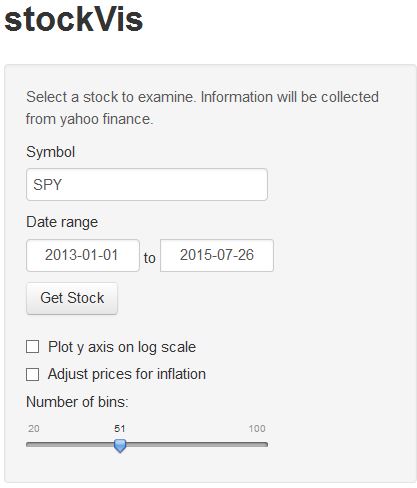 stockVis
Select a stock to examine. Information will be collected
from yahoo finance.
Symbol
SPY
Date range
2013-01-01 to 2015-07-26
Get Stock
Plot y axis on log scale
Adjust prices for inflation
Number of bins:
20 51 100